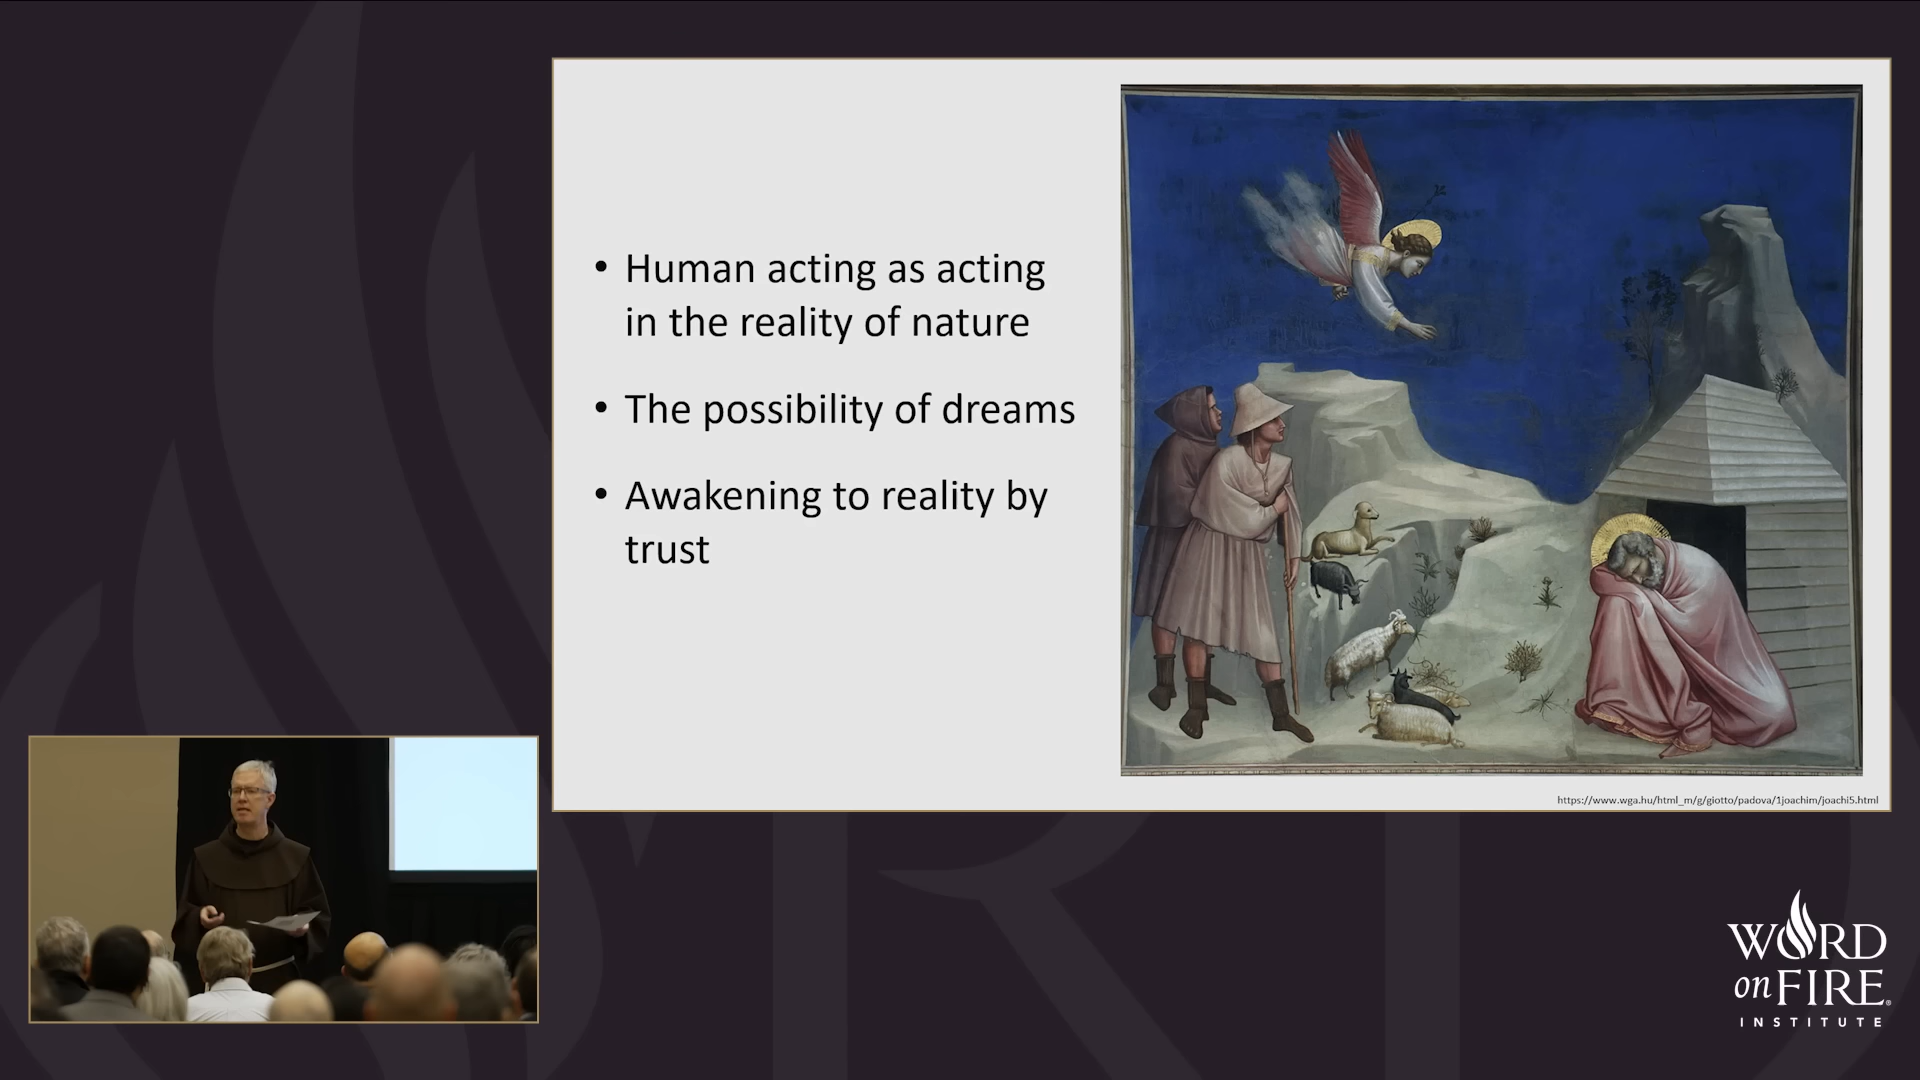 • Human acting as acting
in the reality of nature
• The possibility of dreams
• Awakening to reality by
trust
https://www.wga.hu/html_m/g/giotto/padova/1joachim/joachi5.html
WORD
on FIRE®
INSTITUTE